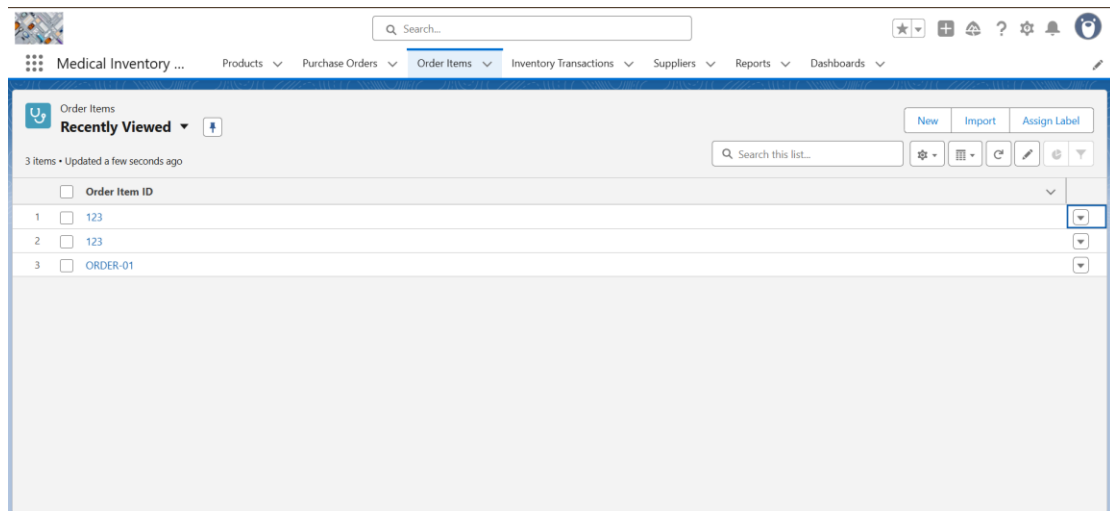 Search...
Medical Inventory ... Products Purchase Orders Order Items Inventory Transactions Suppliers Reports Dashboards
Order Items
Recently Viewed
New Import Assign Label
3 items • Updated a few seconds ago
Search this list...
Order Item ID
1 123
2 123
3 ORDER-01